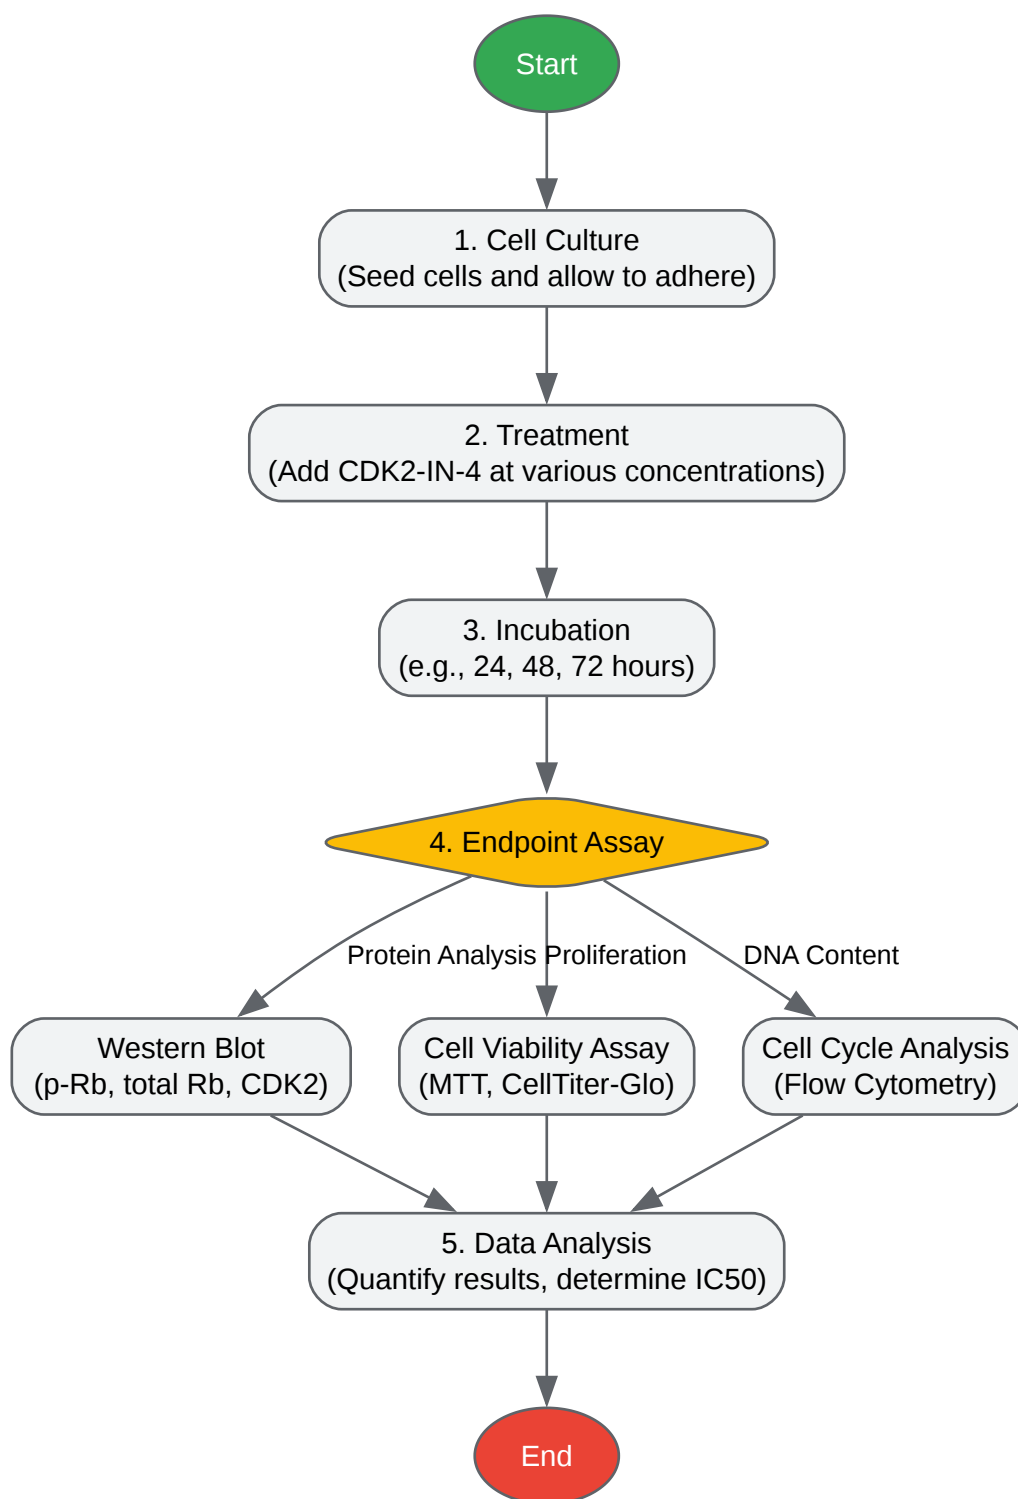 Start
1. Cell Culture
(Seed cells and allow to adhere)
2. Treatment
(Add CDK2-IN-4 at various concentrations)
3. Incubation
(e.g., 24, 48, 72 hours)
4. Endpoint Assay
Protein Analysis
Proliferation
DNA Content
Western Blot
(p-Rb, total Rb, CDK2)
Cell Viability Assay
(MTT, CellTiter-Glo)
Cell Cycle Analysis
(Flow Cytometry)
5. Data Analysis
(Quantify results, determine IC50)
End